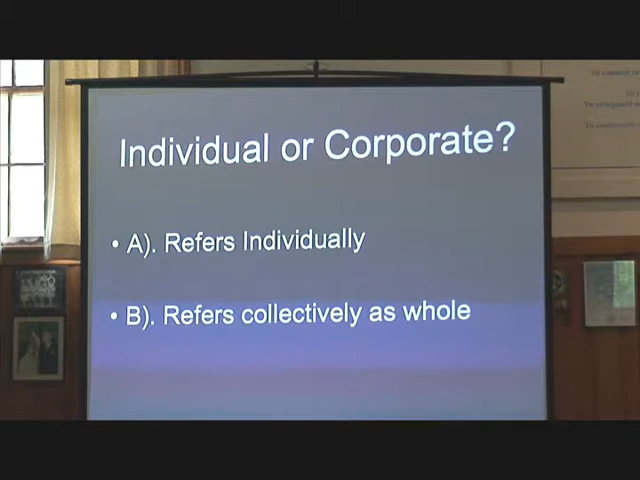 Individual or Corporate?
• A). Refers Individually
• B). Refers collectively as whole